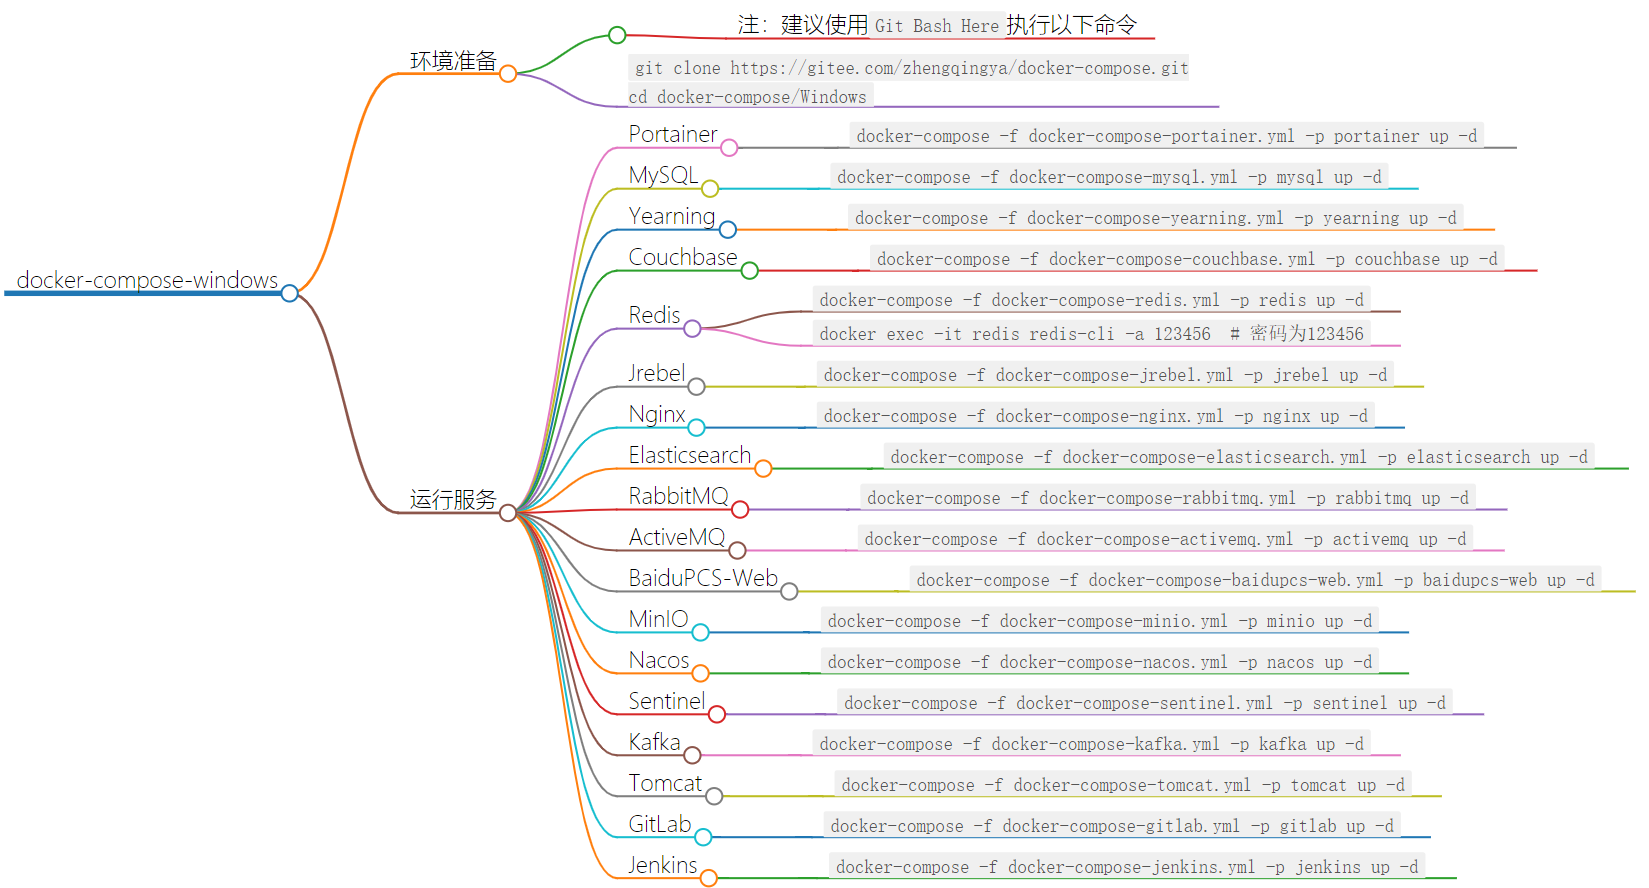 docker-compose-windows
环境准备
注：建议使用 Git Bash Here 执行以下命令
git clone https://gitee.com/zhengqingya/docker-compose.git
cd docker-compose/Windows
运行服务
Portainer
docker-compose -f docker-compose-portainer.yml -p portainer up -d
MySQL
docker-compose -f docker-compose-mysql.yml -p mysql up -d
Yearning
docker-compose -f docker-compose-yearning.yml -p yearning up -d
Couchbase
docker-compose -f docker-compose-couchbase.yml -p couchbase up -d
Redis
docker-compose -f docker-compose-redis.yml -p redis up -d
docker exec -it redis redis-cli -a 123456  # 密码为123456
Jrebel
docker-compose -f docker-compose-jrebel.yml -p jrebel up -d
Nginx
docker-compose -f docker-compose-nginx.yml -p nginx up -d
Elasticsearch
docker-compose -f docker-compose-elasticsearch.yml -p elasticsearch up -d
RabbitMQ
docker-compose -f docker-compose-rabbitmq.yml -p rabbitmq up -d
ActiveMQ
docker-compose -f docker-compose-activemq.yml -p activemq up -d
BaiduPCS-Web
docker-compose -f docker-compose-baidupcs-web.yml -p baidupcs-web up -d
MinIO
docker-compose -f docker-compose-minio.yml -p minio up -d
Nacos
docker-compose -f docker-compose-nacos.yml -p nacos up -d
Sentinel
docker-compose -f docker-compose-sentinel.yml -p sentinel up -d
Kafka
docker-compose -f docker-compose-kafka.yml -p kafka up -d
Tomcat
docker-compose -f docker-compose-tomcat.yml -p tomcat up -d
GitLab
docker-compose -f docker-compose-gitlab.yml -p gitlab up -d
Jenkins
docker-compose -f docker-compose-jenkins.yml -p jenkins up -d